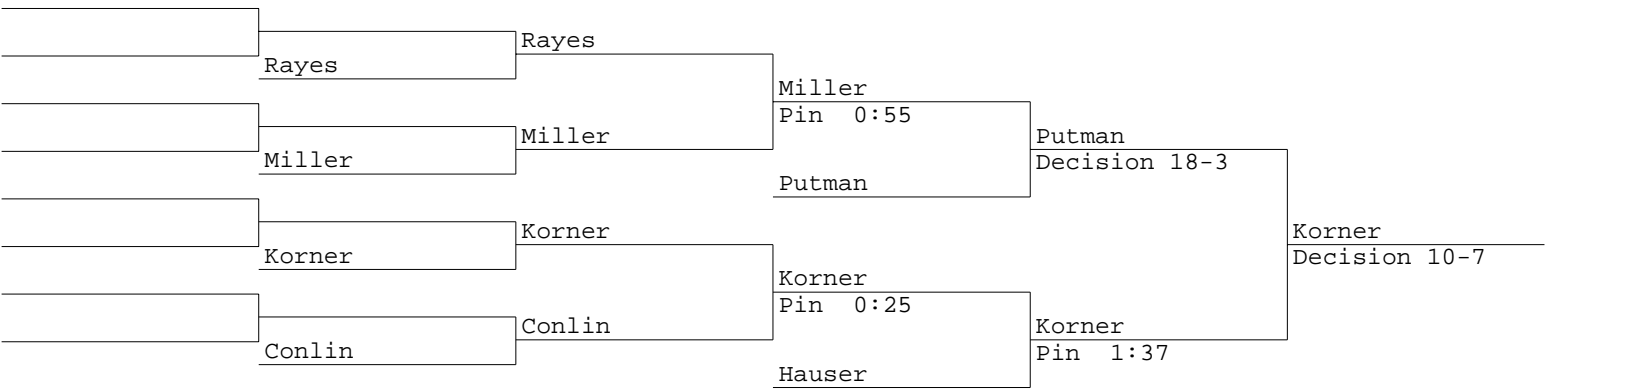 Rayes
Rayes
Miller
Pin  0:55
Miller
Putman
Miller
Decision 18-3
Putman
Korner
Korner
Korner
Decision 10-7
Korner
Pin  0:25
Conlin
Korner
Conlin
Pin  1:37
Hauser